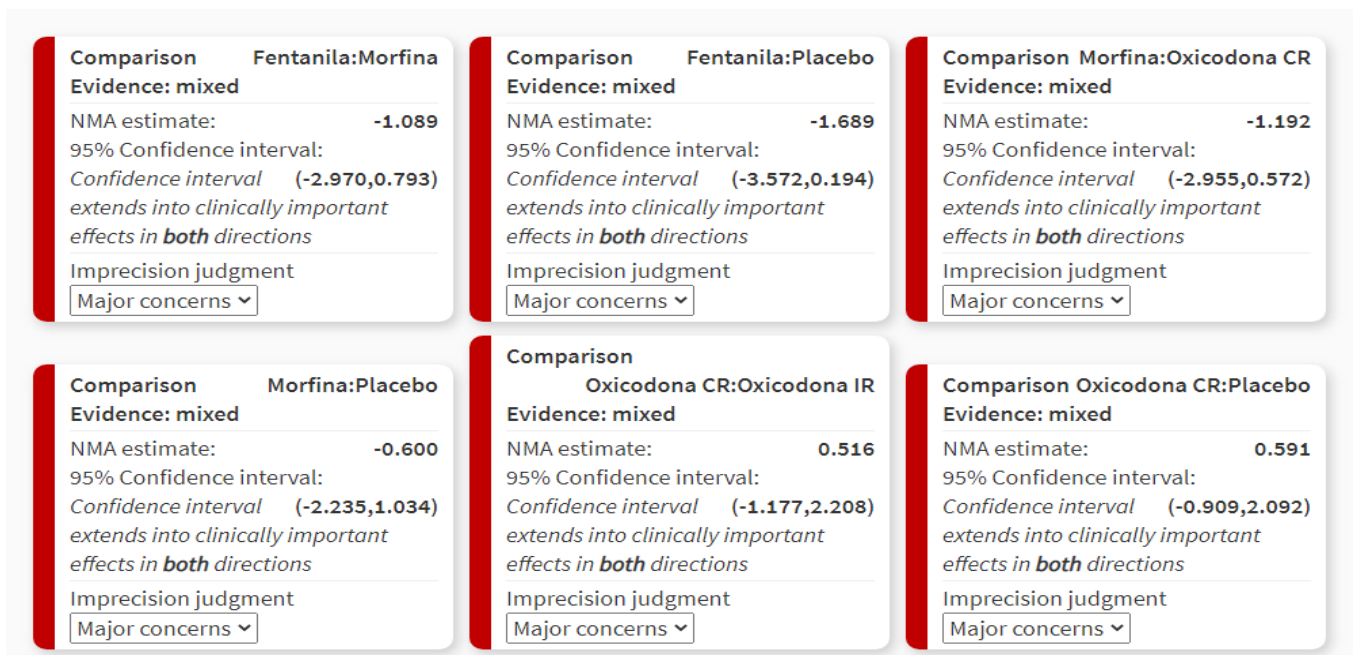 Comparison Fentanila:Morfina
Evidence: mixed
NMA estimate: -1.089
95% Confidence interval:
Confidence interval (-2.970,0.793)
extends into clinically important
effects in both directions
Imprecision judgment
Major concerns
Comparison Fentanila:Placebo
Evidence: mixed
NMA estimate: -1.689
95% Confidence interval:
Confidence interval (-3.572,0.194)
extends into clinically important
effects in both directions
Imprecision judgment
Major concerns
Comparison Morfina:Oxicodona CR
Evidence: mixed
NMA estimate: -1.192
95% Confidence interval:
Confidence interval (-2.955,0.572)
extends into clinically important
effects in both directions
Imprecision judgment
Major concerns
Comparison Morfina:Placebo
Evidence: mixed
NMA estimate: -0.600
95% Confidence interval:
Confidence interval (-2.235,1.034)
extends into clinically important
effects in both directions
Imprecision judgment
Major concerns
Comparison
Oxicodona CR:Oxicodona IR
Evidence: mixed
NMA estimate: 0.516
95% Confidence interval:
Confidence interval (-1.177,2.208)
extends into clinically important
effects in both directions
Imprecision judgment
Major concerns
Comparison Oxicodona CR:Placebo
Evidence: mixed
NMA estimate: 0.591
95% Confidence interval:
Confidence interval (-0.909,2.092)
extends into clinically important
effects in both directions
Imprecision judgment
Major concerns